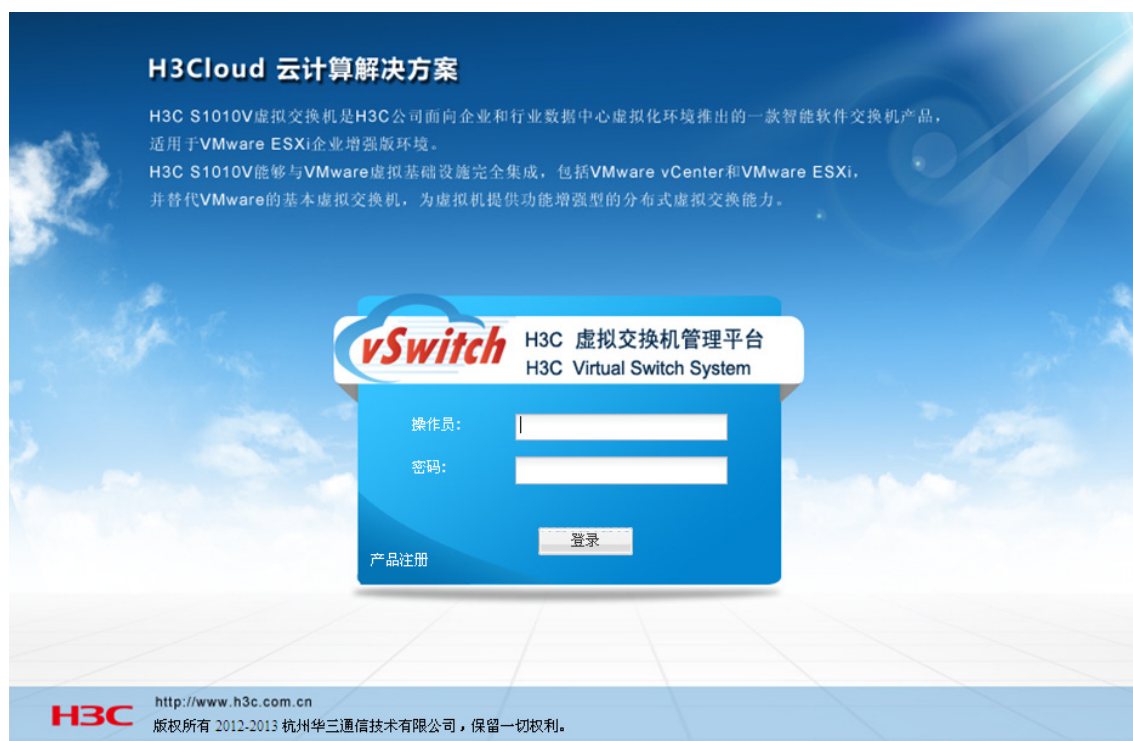 H3Cloud 云计算解决方案
H3C S1010V虚拟交换机是H3C公司面向企业和行业数据中心虚拟化环境推出的一款智能软件交换机产品，
适用于VMware ESXi企业增强版环境。
H3C S1010V能够与VMware虚拟基础设施完全集成，包括VMware vCenter和VMware ESXi，
并替代VMware的基本虚拟交换机，为虚拟机提供功能增强型的分布式虚拟交换能力。
vSwitch
H3C 虚拟交换机管理平台
H3C Virtual Switch System
操作员:
密码:
登录
产品注册
H3C
http://www.h3c.com.cn
版权所有 2012-2013 杭州华三通信技术有限公司，保留一切权利。